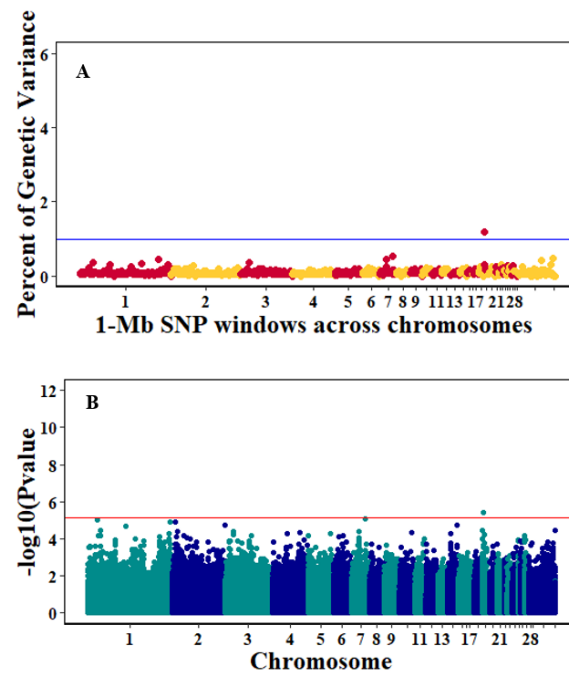 A
Percent of Genetic Variance
6
4
2
0
1 2 3 4 5 6 7 8 9 11 13 17 21 28
1-Mb SNP windows across chromosomes
B
-log10(Pvalue
12
10
8
6
4
2
0
1 2 3 4 5 6 7 8 9 11 17 21 28
Chromosome